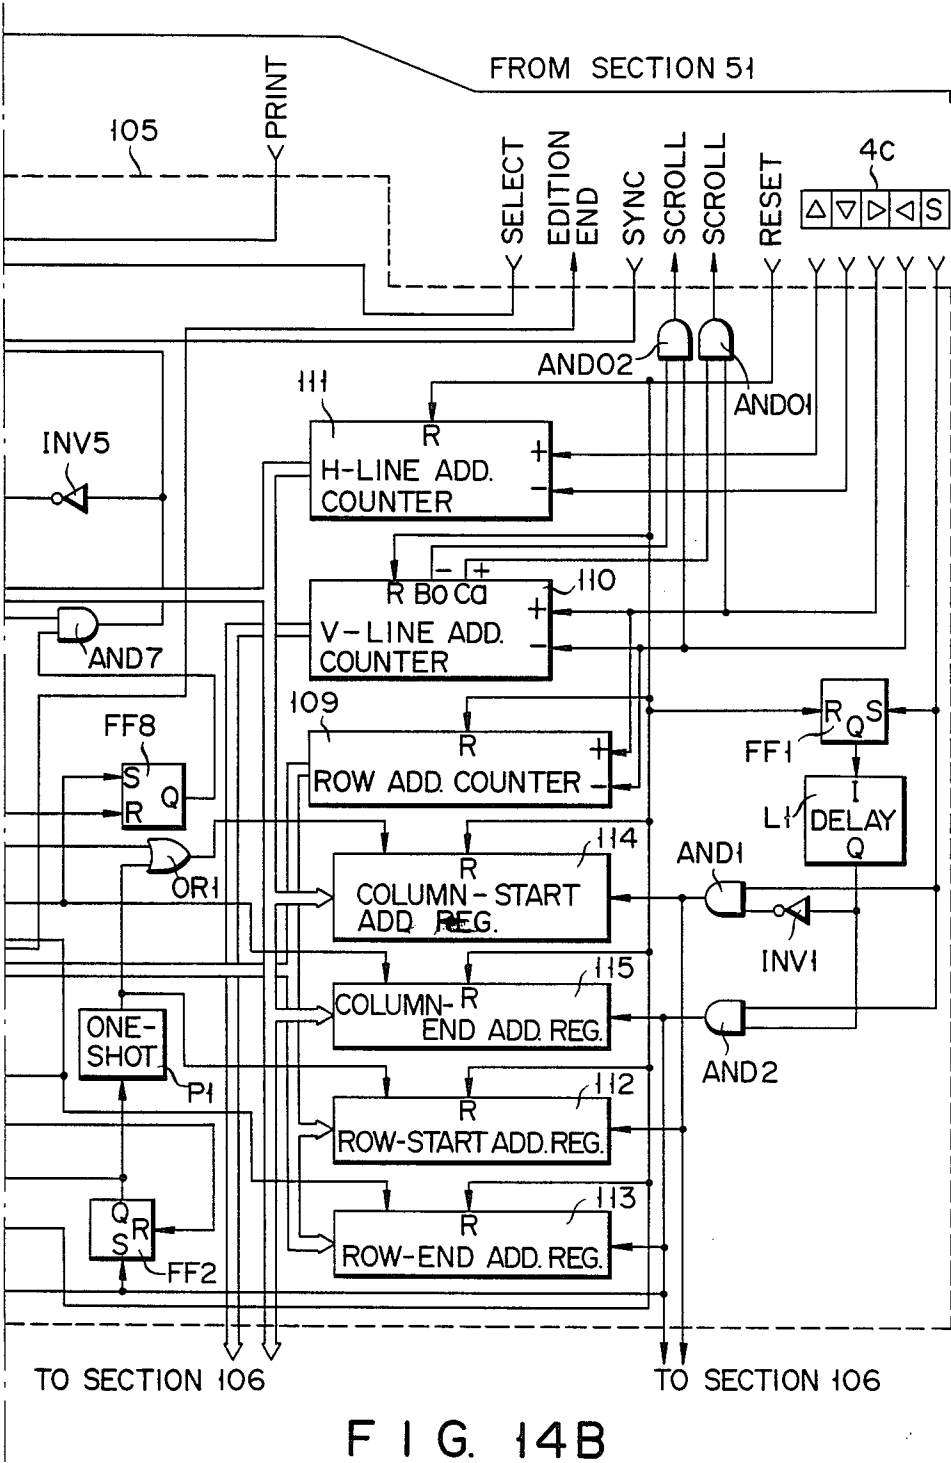 FROM SECTION 51
105
PRINT
SELECT
EDITION
END
SYNC
SCROLL
SCROLL
RESET
4C
S
AND02
AND01
111
R
+
H-LINE ADD.
COUNTER
−
INV5
− +
110
R Bo Ca
+
V-LINE ADD.
COUNTER
−
AND7
109
R
+
ROW ADD. COUNTER
−
FF8
S
Q
R
R S
Q
FF1
I
L1
DELAY
Q
OR1
114
R
COLUMN-START
ADD. REG.
AND1
INV1
115
COLUMN- R
END ADD. REG.
AND2
ONE-
SHOT
P1
112
R
ROW-START ADD. REG.
113
R
ROW-END ADD. REG.
Q
R
S
FF2
TO SECTION 106
TO SECTION 106
FIG. 14B